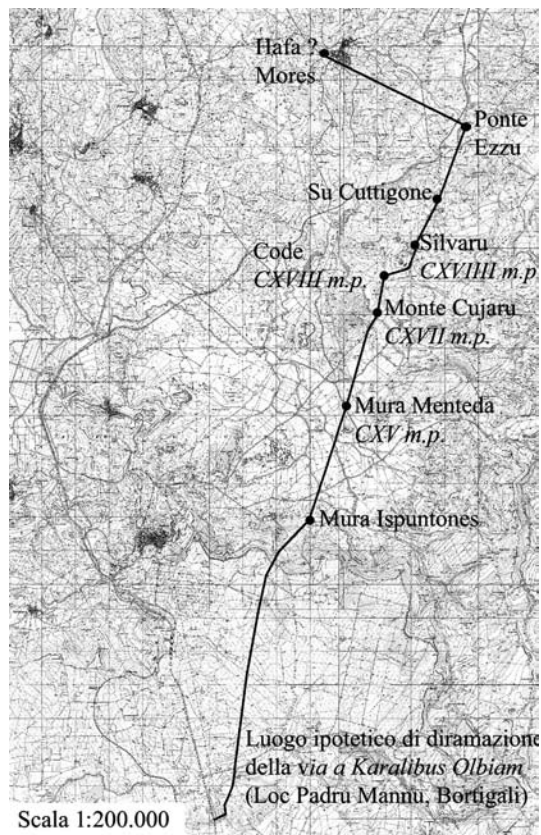 Hafa ?
Mores
Ponte
Ezzu
Su Cuttigone
Silvaru
CXVIIII m.p.
Code
CXVIII m.p.
Monte Cujaru
CXVII m.p.
Mura Menteda
CXV m.p.
Mura Ispuntones
Luogo ipotetico di diramazione
della via a Karalibus Olbiam
(Loc Padru Mannu, Bortigali)
Scala 1:200.000